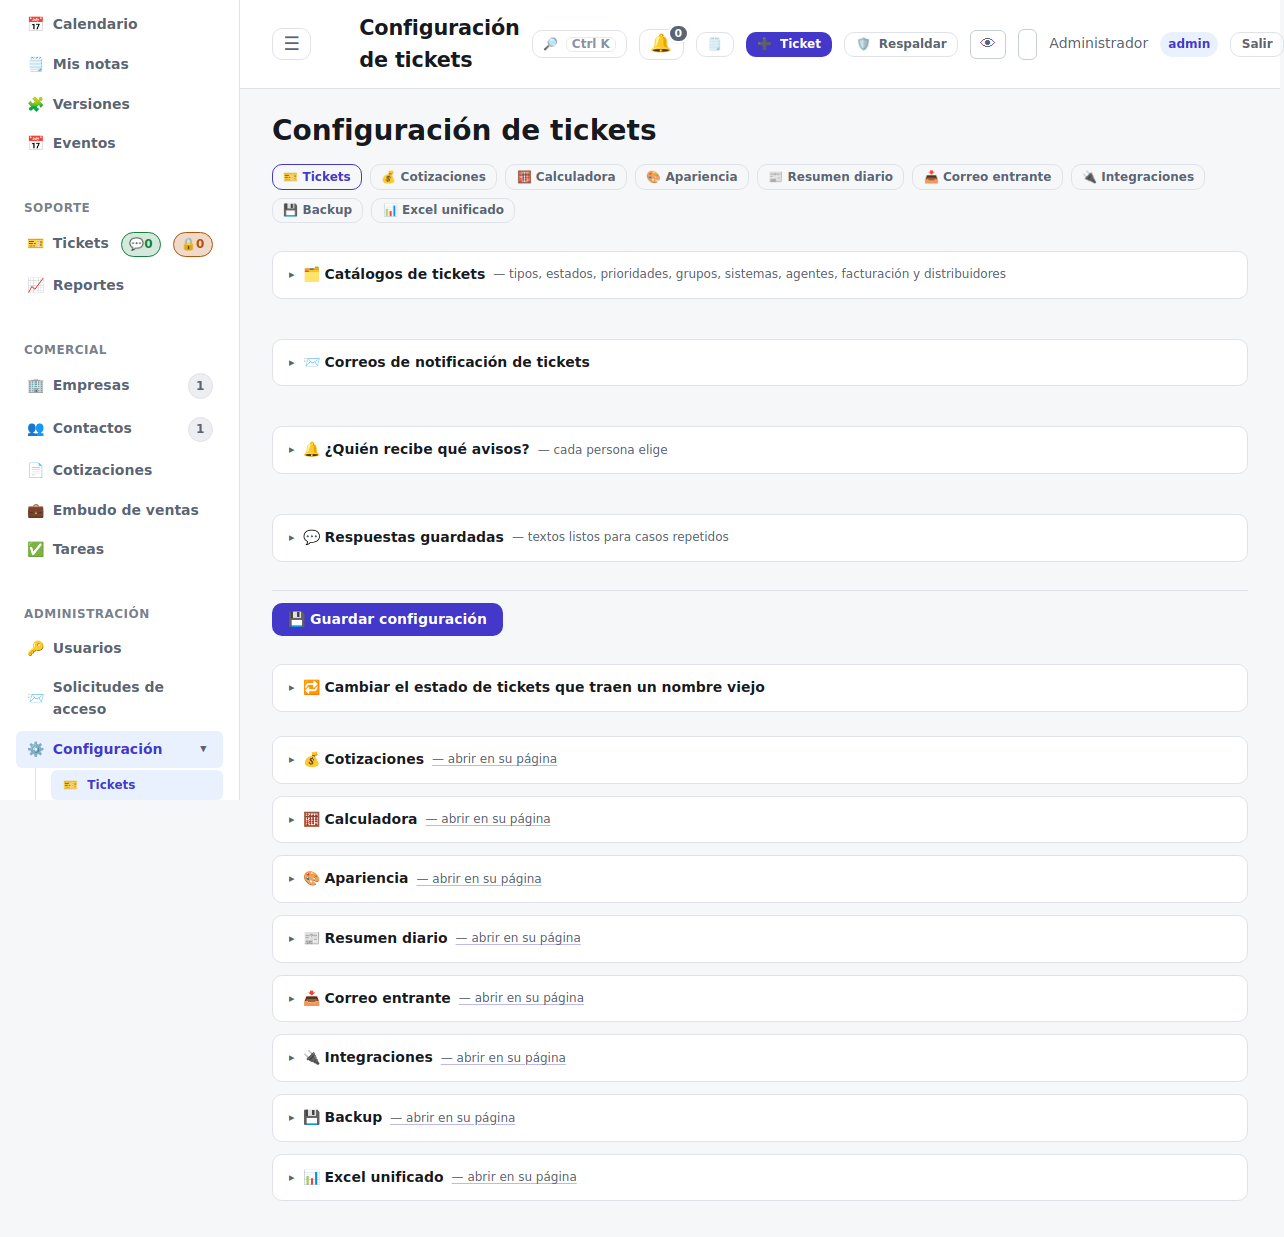 Calendario
Mis notas
Versiones
Eventos
SOPORTE
Tickets 0 0
Reportes
COMERCIAL
Empresas 1
Contactos 1
Cotizaciones
Embudo de ventas
Tareas
ADMINISTRACIÓN
Usuarios
Solicitudes de
acceso
Configuración
Tickets
Configuración
de tickets
Ctrl K
0
Ticket
Respaldar
Administrador
admin
Salir
Configuración de tickets
Tickets Cotizaciones Calculadora Apariencia Resumen diario Correo entrante Integraciones
Backup Excel unificado
Catálogos de tickets — tipos, estados, prioridades, grupos, sistemas, agentes, facturación y distribuidores
Correos de notificación de tickets
¿Quién recibe qué avisos? — cada persona elige
Respuestas guardadas — textos listos para casos repetidos
Guardar configuración
Cambiar el estado de tickets que traen un nombre viejo
Cotizaciones — abrir en su página
Calculadora — abrir en su página
Apariencia — abrir en su página
Resumen diario — abrir en su página
Correo entrante — abrir en su página
Integraciones — abrir en su página
Backup — abrir en su página
Excel unificado — abrir en su página